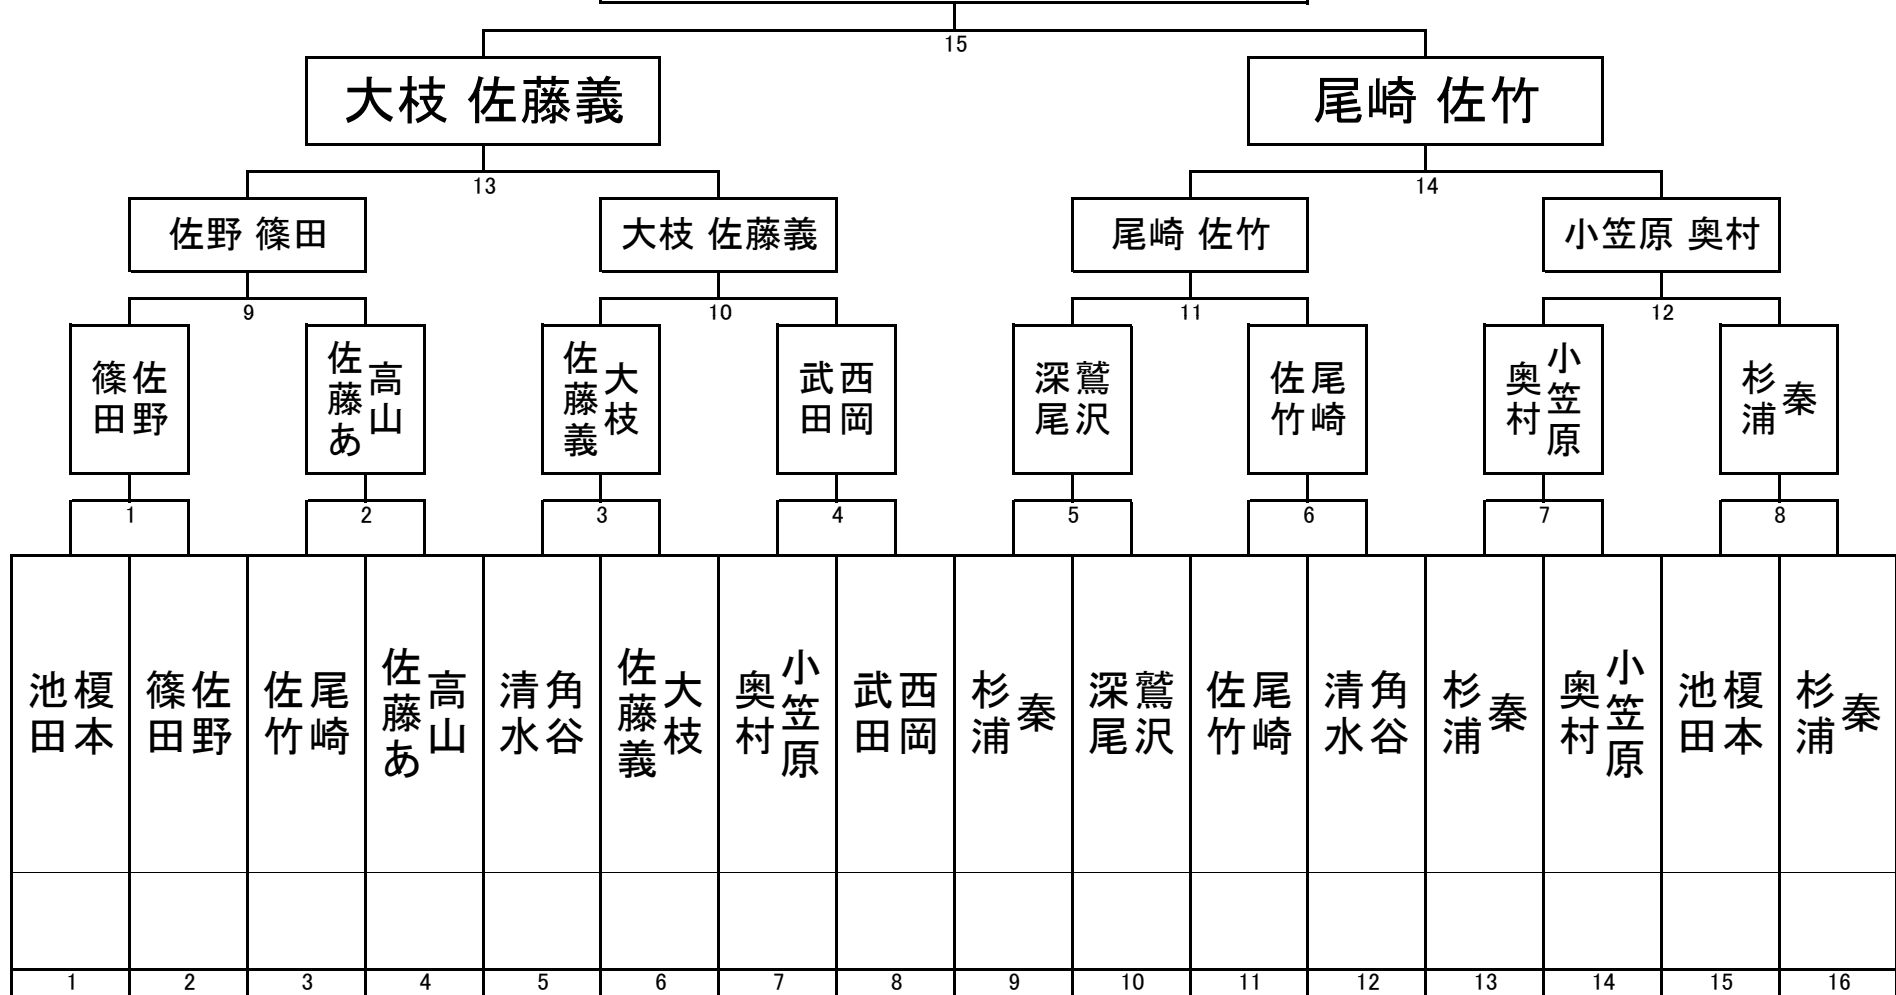 15
大枝 佐藤義
尾崎 佐竹
13
14
佐野 篠田
大枝 佐藤義
尾崎 佐竹
小笠原 奥村
9
10
11
12
佐野
篠田
高山
佐藤あ
大枝
佐藤義
西岡
武田
鷲沢
深尾
尾崎
佐竹
小笠原
奥村
秦
杉浦
1
2
3
4
5
6
7
8
榎本
池田
佐野
篠田
尾崎
佐竹
高山
佐藤あ
角谷
清水
大枝
佐藤義
小笠原
奥村
西岡
武田
秦
杉浦
鷲沢
深尾
尾崎
佐竹
角谷
清水
秦
杉浦
小笠原
奥村
榎本
池田
秦
杉浦
1
2
3
4
5
6
7
8
9
10
11
12
13
14
15
16